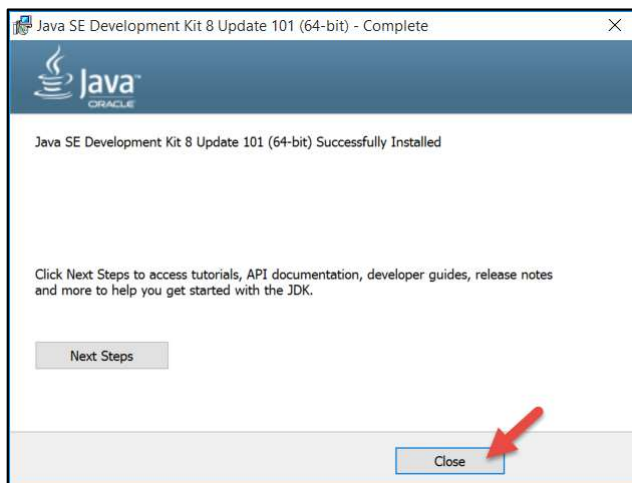 Java SE Development Kit 8 Update 101 (64-bit) - Complete
Java™
ORACLE
Java SE Development Kit 8 Update 101 (64-bit) Successfully Installed
Click Next Steps to access tutorials, API documentation, developer guides, release notes
and more to help you get started with the JDK.
Next Steps
Close